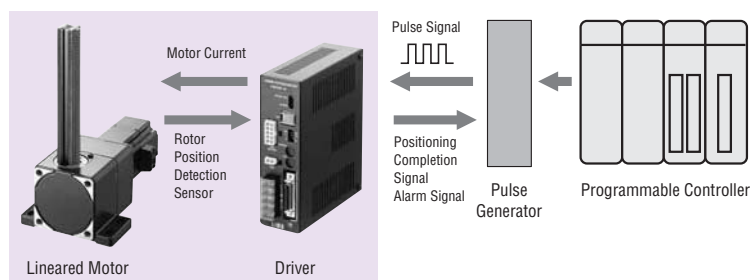 Motor Current
Rotor
Position
Detection
Sensor
Lineared Motor
Driver
Pulse Signal
Positioning
Completion
Signal
Alarm Signal
Pulse
Generator
Programmable Controller